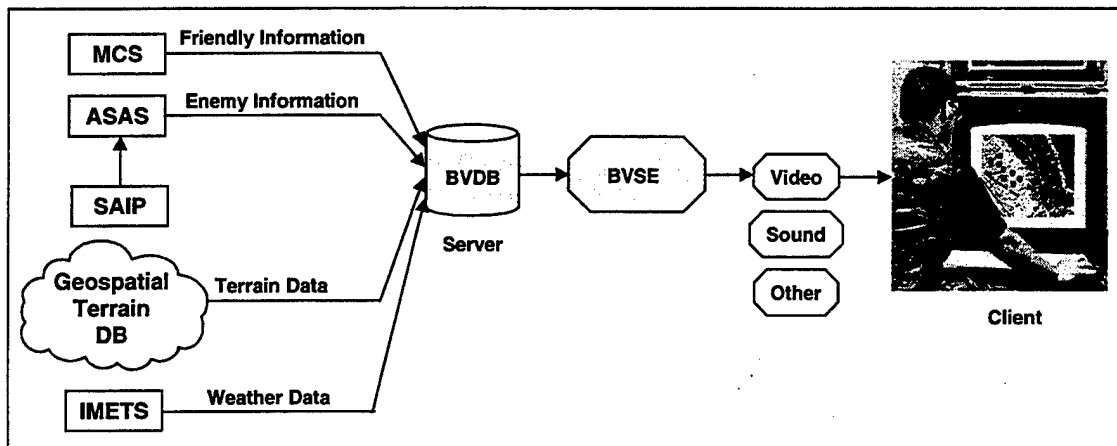 MCS
Friendly Information
ASAS
Enemy Information
SAIP
Geospatial
Terrain
DB
Terrain Data
IMETS
Weather Data
BVDB
Server
BVSE
Video
Sound
Other
Client